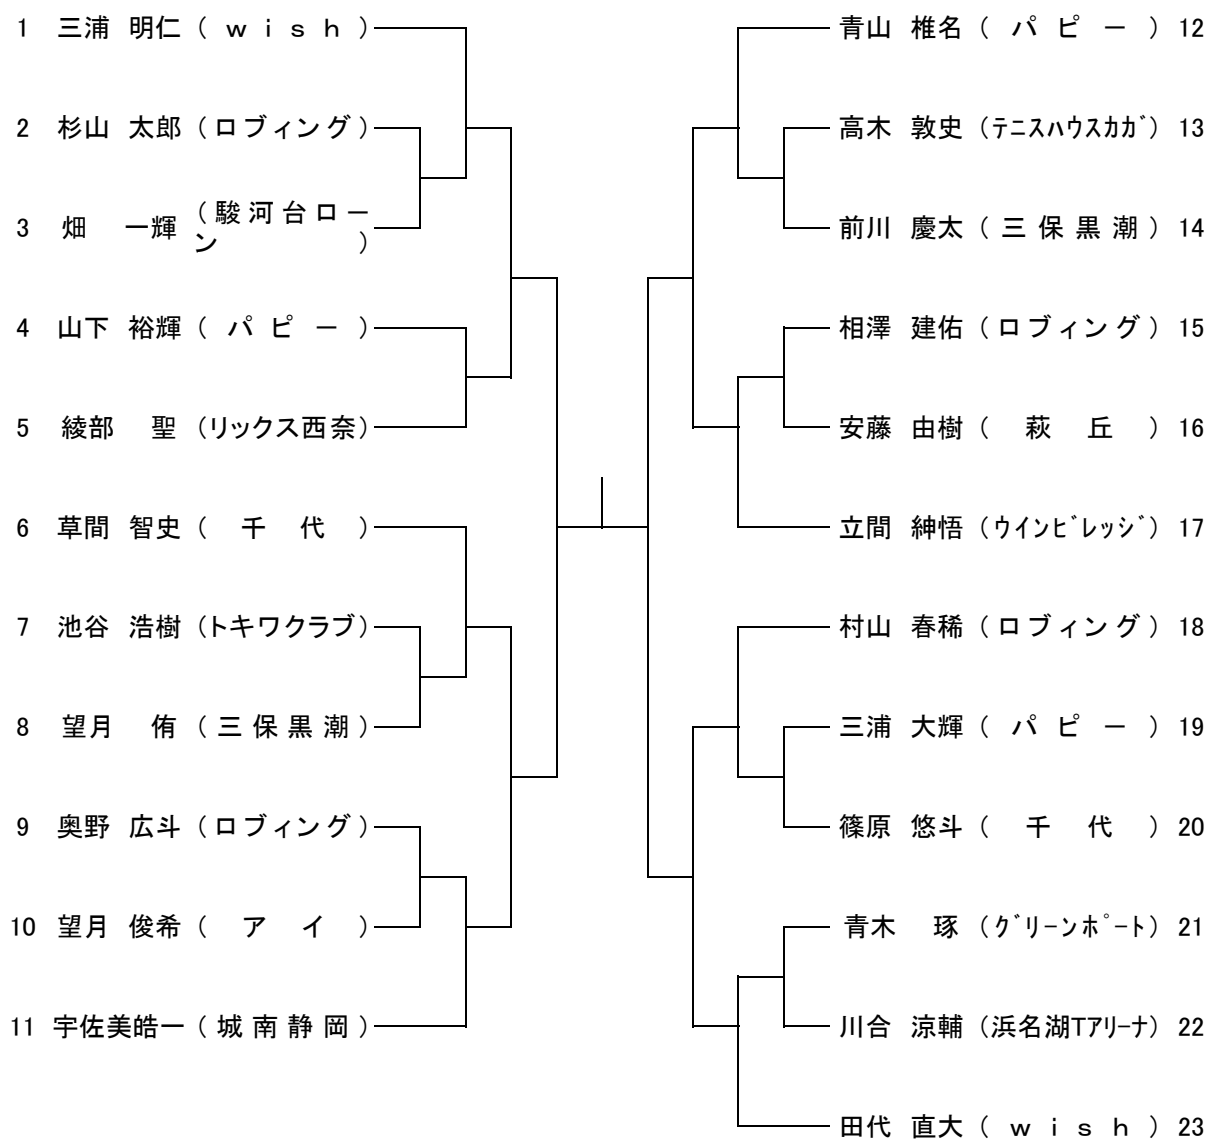 1 三浦 明仁 (ｗｉｓｈ)
2 杉山 太郎 (ロブィング)
3 畑 一輝 (駿河台ローン)
4 山下 裕輝 (パピー)
5 綾部 聖 (リックス西奈)
6 草間 智史 (千代)
7 池谷 浩樹 (トキワクラブ)
8 望月 侑 (三保黒潮)
9 奥野 広斗 (ロブィング)
10 望月 俊希 (アイ)
11 宇佐美皓一 (城南静岡)
青山 椎名 (パピー) 12
高木 敦史 (テニスハウスカガ) 13
前川 慶太 (三保黒潮) 14
相澤 建佑 (ロブィング) 15
安藤 由樹 (萩丘) 16
立間 紳悟 (ウインビレッジ) 17
村山 春稀 (ロブィング) 18
三浦 大輝 (パピー) 19
篠原 悠斗 (千代) 20
青木 琢 (グリーンポート) 21
川合 涼輔 (浜名湖Tアリーナ) 22
田代 直大 (ｗｉｓｈ) 23